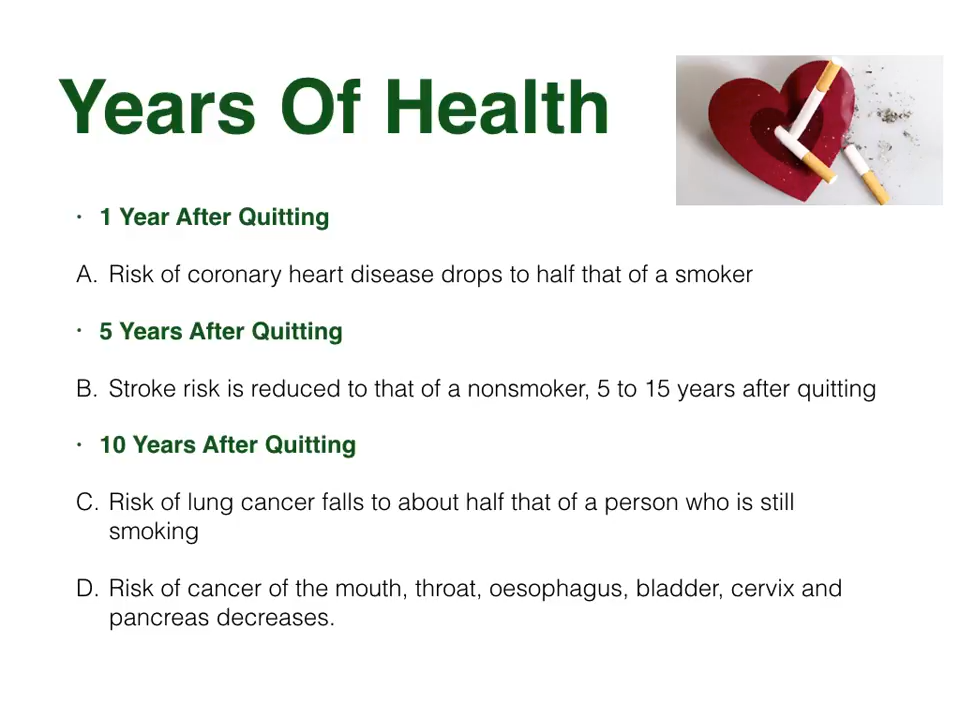 Years Of Health
• 1 Year After Quitting
A. Risk of coronary heart disease drops to half that of a smoker
• 5 Years After Quitting
B. Stroke risk is reduced to that of a nonsmoker, 5 to 15 years after quitting
• 10 Years After Quitting
C. Risk of lung cancer falls to about half that of a person who is still
smoking
D. Risk of cancer of the mouth, throat, oesophagus, bladder, cervix and
pancreas decreases.